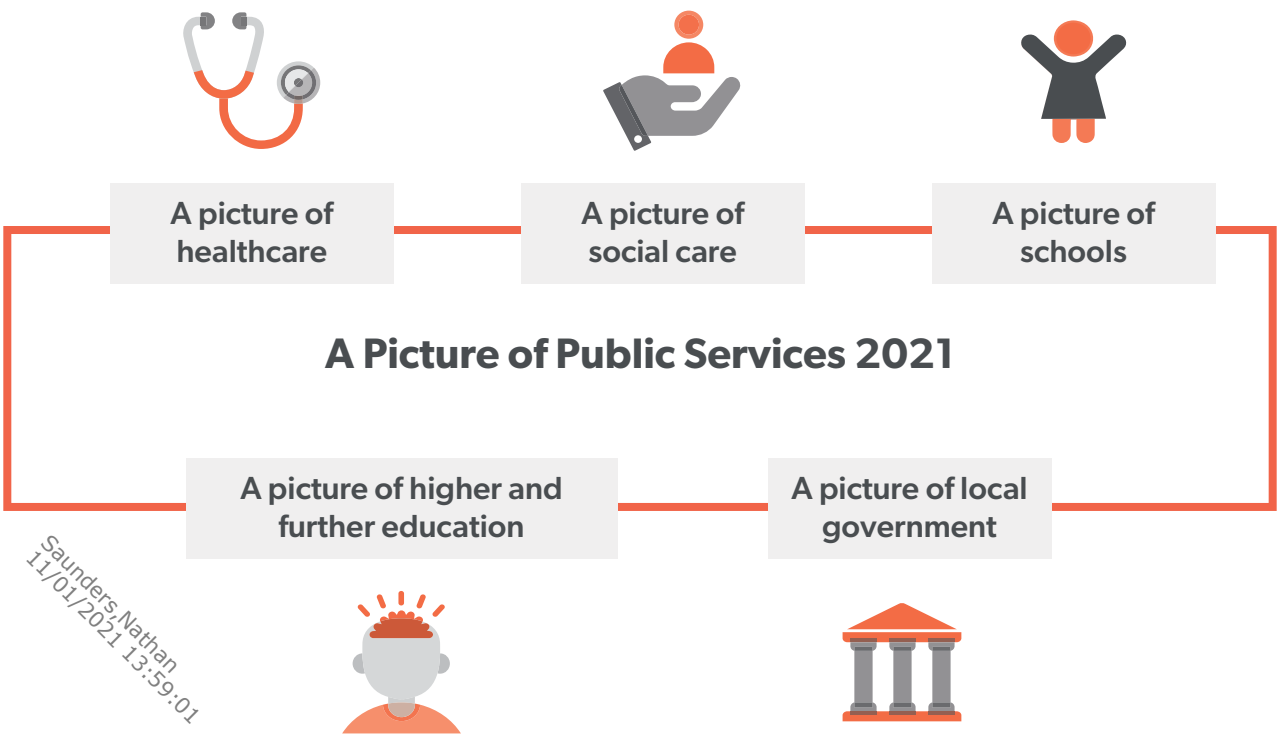 A picture of
healthcare
A picture of
social care
A picture of
schools
A Picture of Public Services 2021
A picture of higher and
further education
A picture of local
government
Saunders,Nathan
11/01/2021 13:59:01